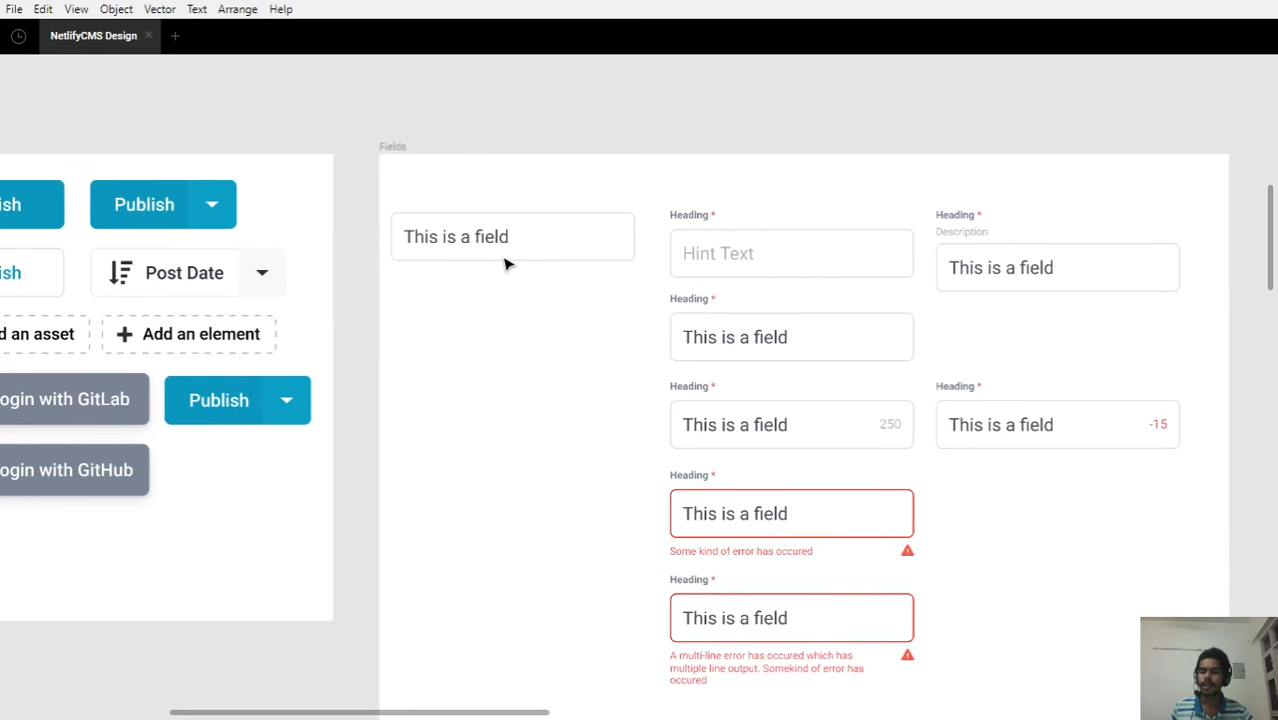 File Edit View Object Vector Text Arrange Help
NetlifyCMS Design
Fields
ish
Publish
ish
Post Date
d an asset
Add an element
ogin with GitLab
Publish
ogin with GitHub
This is a field
Heading *
Hint Text
Heading *
This is a field
Heading *
This is a field 250
Heading *
This is a field
Some kind of error has occured
Heading *
This is a field
A multi-line error has occured which has
multiple line output. Somekind of error has
occured
Heading *
Description
This is a field
Heading *
This is a field -15